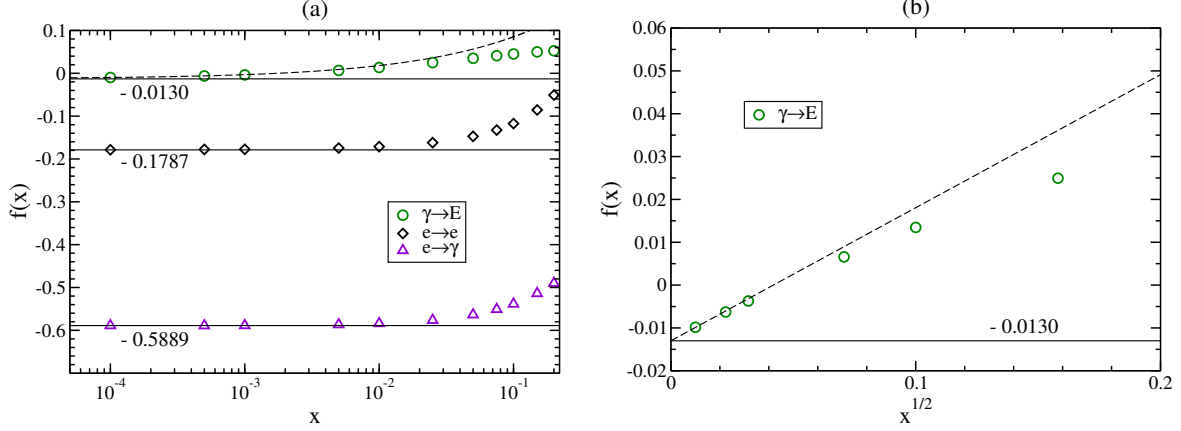 (a)
0.1
0
-0.1
-0.2
-0.3
-0.4
-0.5
-0.6
f(x)
- 0.0130
- 0.1787
- 0.5889
γ→E
e→e
e→γ
10⁻⁴
10⁻³
10⁻²
10⁻¹
x
(b)
0.06
0.05
0.04
0.03
0.02
0.01
0
-0.01
-0.02
f(x)
γ→E
- 0.0130
0
0.1
0.2
x^{1/2}